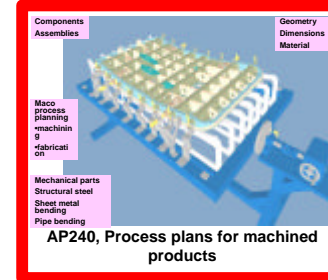 Components
Assemblies
Geometry
Dimensions
Material
Maco
process
planning
•machinin
g
•fabricati
on
Mechanical parts
Structural steel
Sheet metal
bending
Pipe bending
AP240, Process plans for machined
products